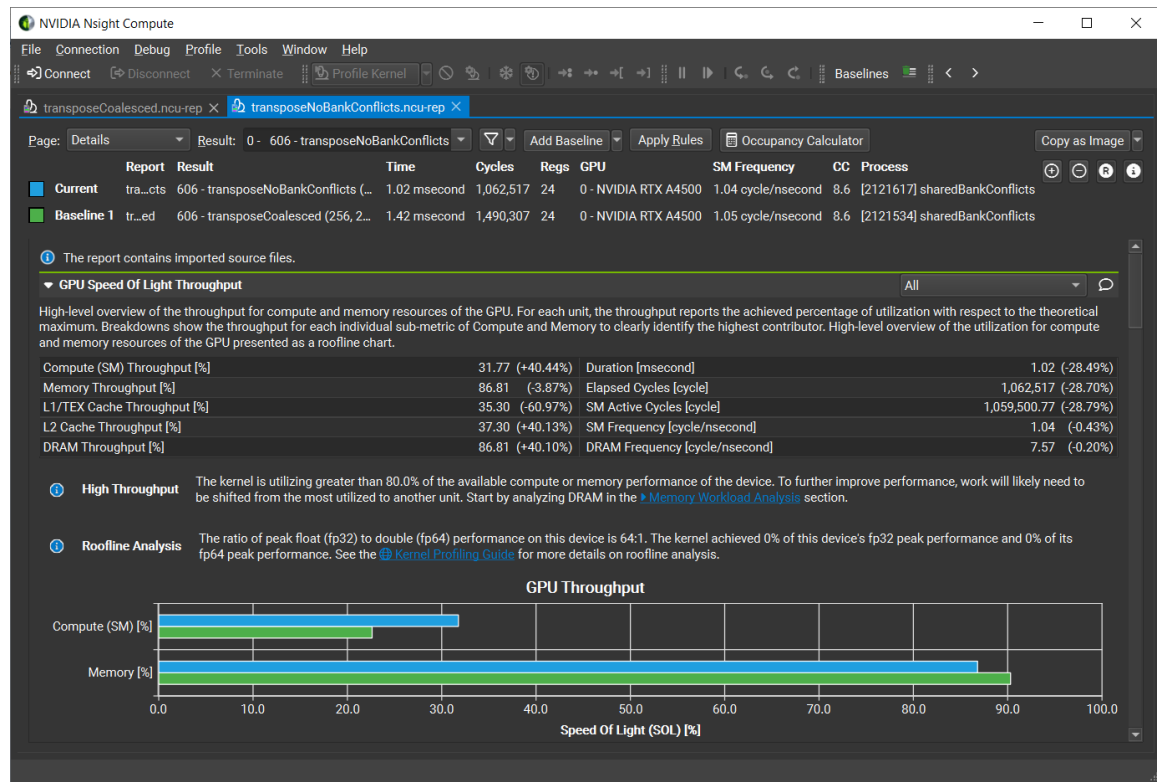 NVIDIA Nsight Compute
File Connection Debug Profile Tools Window Help
Connect Disconnect Terminate Profile Kernel Baselines
transposeCoalesced.ncu-rep transposeNoBankConflicts.ncu-rep
Page: Details Result: 0 - 606 - transposeNoBankConflicts Add Baseline Apply Rules Occupancy Calculator Copy as Image
Report Result Time Cycles Regs GPU SM Frequency CC Process
Current tra...cts 606 - transposeNoBankConflicts (... 1.02 msecond 1,062,517 24 0 - NVIDIA RTX A4500 1.04 cycle/nsecond 8.6 [2121617] sharedBankConflicts
Baseline 1 tr...ed 606 - transposeCoalesced (256, 2... 1.42 msecond 1,490,307 24 0 - NVIDIA RTX A4500 1.05 cycle/nsecond 8.6 [2121534] sharedBankConflicts
The report contains imported source files.
GPU Speed Of Light Throughput All
High-level overview of the throughput for compute and memory resources of the GPU. For each unit, the throughput reports the achieved percentage of utilization with respect to the theoretical
maximum. Breakdowns show the throughput for each individual sub-metric of Compute and Memory to clearly identify the highest contributor. High-level overview of the utilization for compute
and memory resources of the GPU presented as a roofline chart.
Compute (SM) Throughput [%] 31.77 (+40.44%) Duration [msecond] 1.02 (-28.49%)
Memory Throughput [%] 86.81 (-3.87%) Elapsed Cycles [cycle] 1,062,517 (-28.70%)
L1/TEX Cache Throughput [%] 35.30 (-60.97%) SM Active Cycles [cycle] 1,059,500.77 (-28.79%)
L2 Cache Throughput [%] 37.30 (+40.13%) SM Frequency [cycle/nsecond] 1.04 (-0.43%)
DRAM Throughput [%] 86.81 (+40.10%) DRAM Frequency [cycle/nsecond] 7.57 (-0.20%)
High Throughput The kernel is utilizing greater than 80.0% of the available compute or memory performance of the device. To further improve performance, work will likely need to
be shifted from the most utilized to another unit. Start by analyzing DRAM in the Memory Workload Analysis section.
Roofline Analysis The ratio of peak float (fp32) to double (fp64) performance on this device is 64:1. The kernel achieved 0% of this device's fp32 peak performance and 0% of its
fp64 peak performance. See the Kernel Profiling Guide for more details on roofline analysis.
GPU Throughput
Compute (SM) [%]
Memory [%]
0.0 10.0 20.0 30.0 40.0 50.0 60.0 70.0 80.0 90.0 100.0
Speed Of Light (SOL) [%]